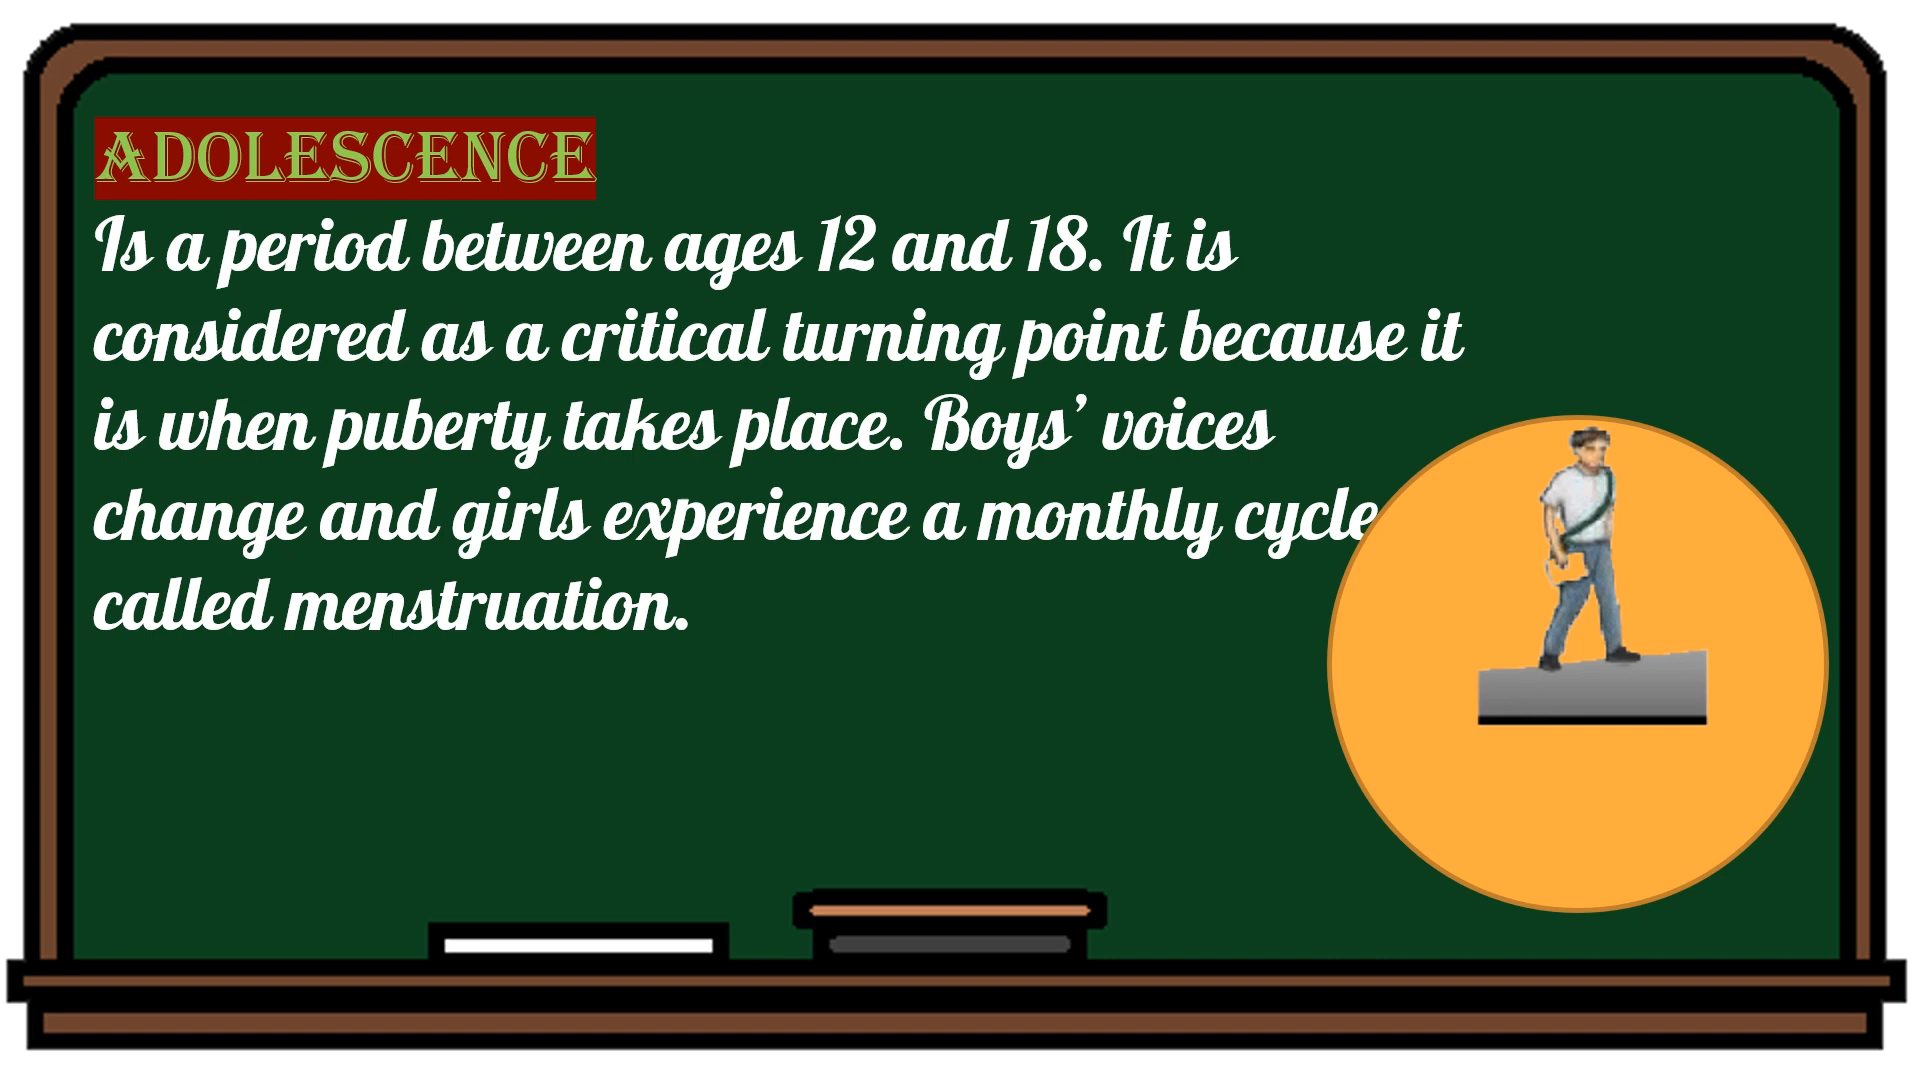 ADOLESCENCE
Is a period between ages 12 and 18. It is
considered as a critical turning point because it
is when puberty takes place. Boys’ voices
change and girls experience a monthly cycle
called menstruation.